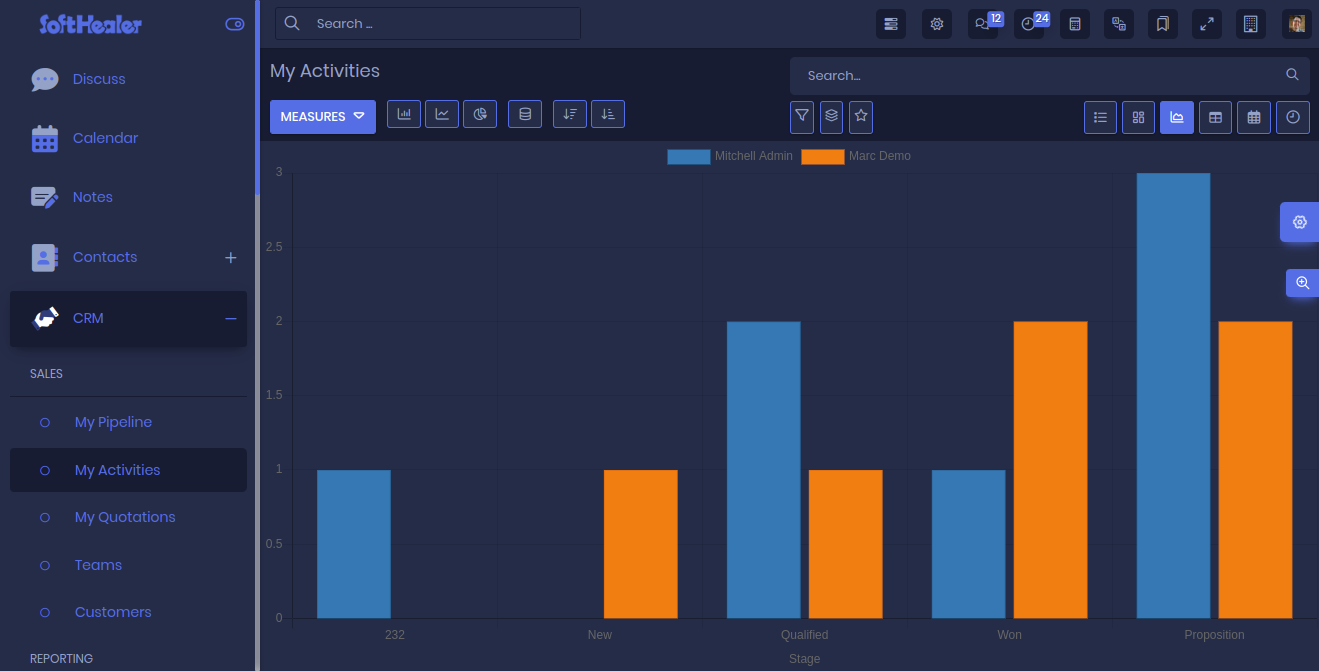 SoftHealer
Search ...
12
24
Discuss
Calendar
Notes
Contacts
CRM
SALES
My Pipeline
My Activities
My Quotations
Teams
Customers
REPORTING
My Activities
Search...
MEASURES
Mitchell Admin
Marc Demo
3
2.5
2
1.5
1
0.5
0
232
New
Qualified
Won
Proposition
Stage